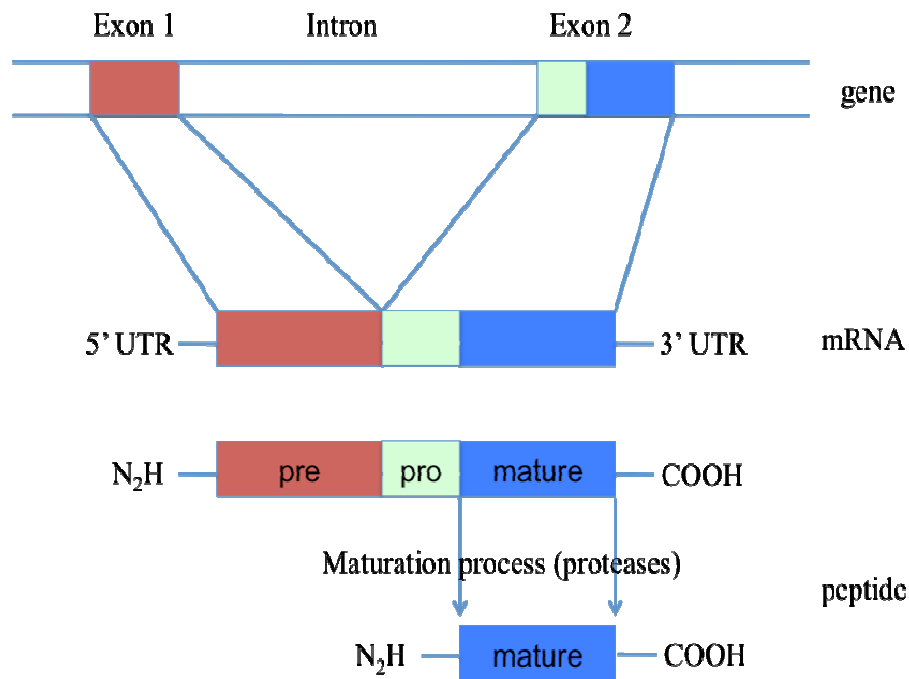 Exon 1 Intron Exon 2
gene
5' UTR 3' UTR mRNA
N₂H pre pro mature COOH
Maturation process (proteases)
peptide
N₂H mature COOH